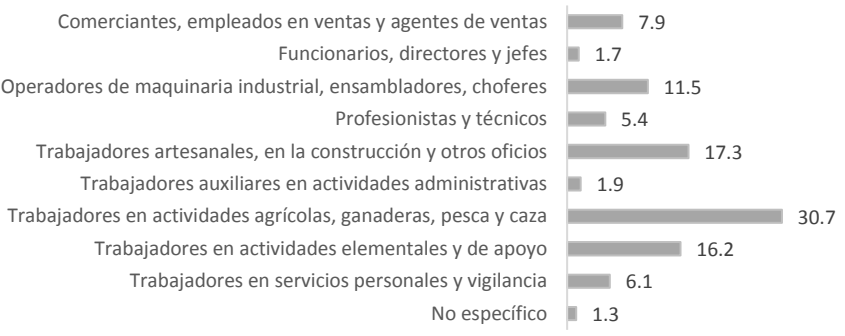 Comerciantes, empleados en ventas y agentes de ventas 7.9
Funcionarios, directores y jefes 1.7
Operadores de maquinaria industrial, ensambladores, choferes 11.5
Profesionistas y técnicos 5.4
Trabajadores artesanales, en la construcción y otros oficios 17.3
Trabajadores auxiliares en actividades administrativas 1.9
Trabajadores en actividades agrícolas, ganaderas, pesca y caza 30.7
Trabajadores en actividades elementales y de apoyo 16.2
Trabajadores en servicios personales y vigilancia 6.1
No específico 1.3